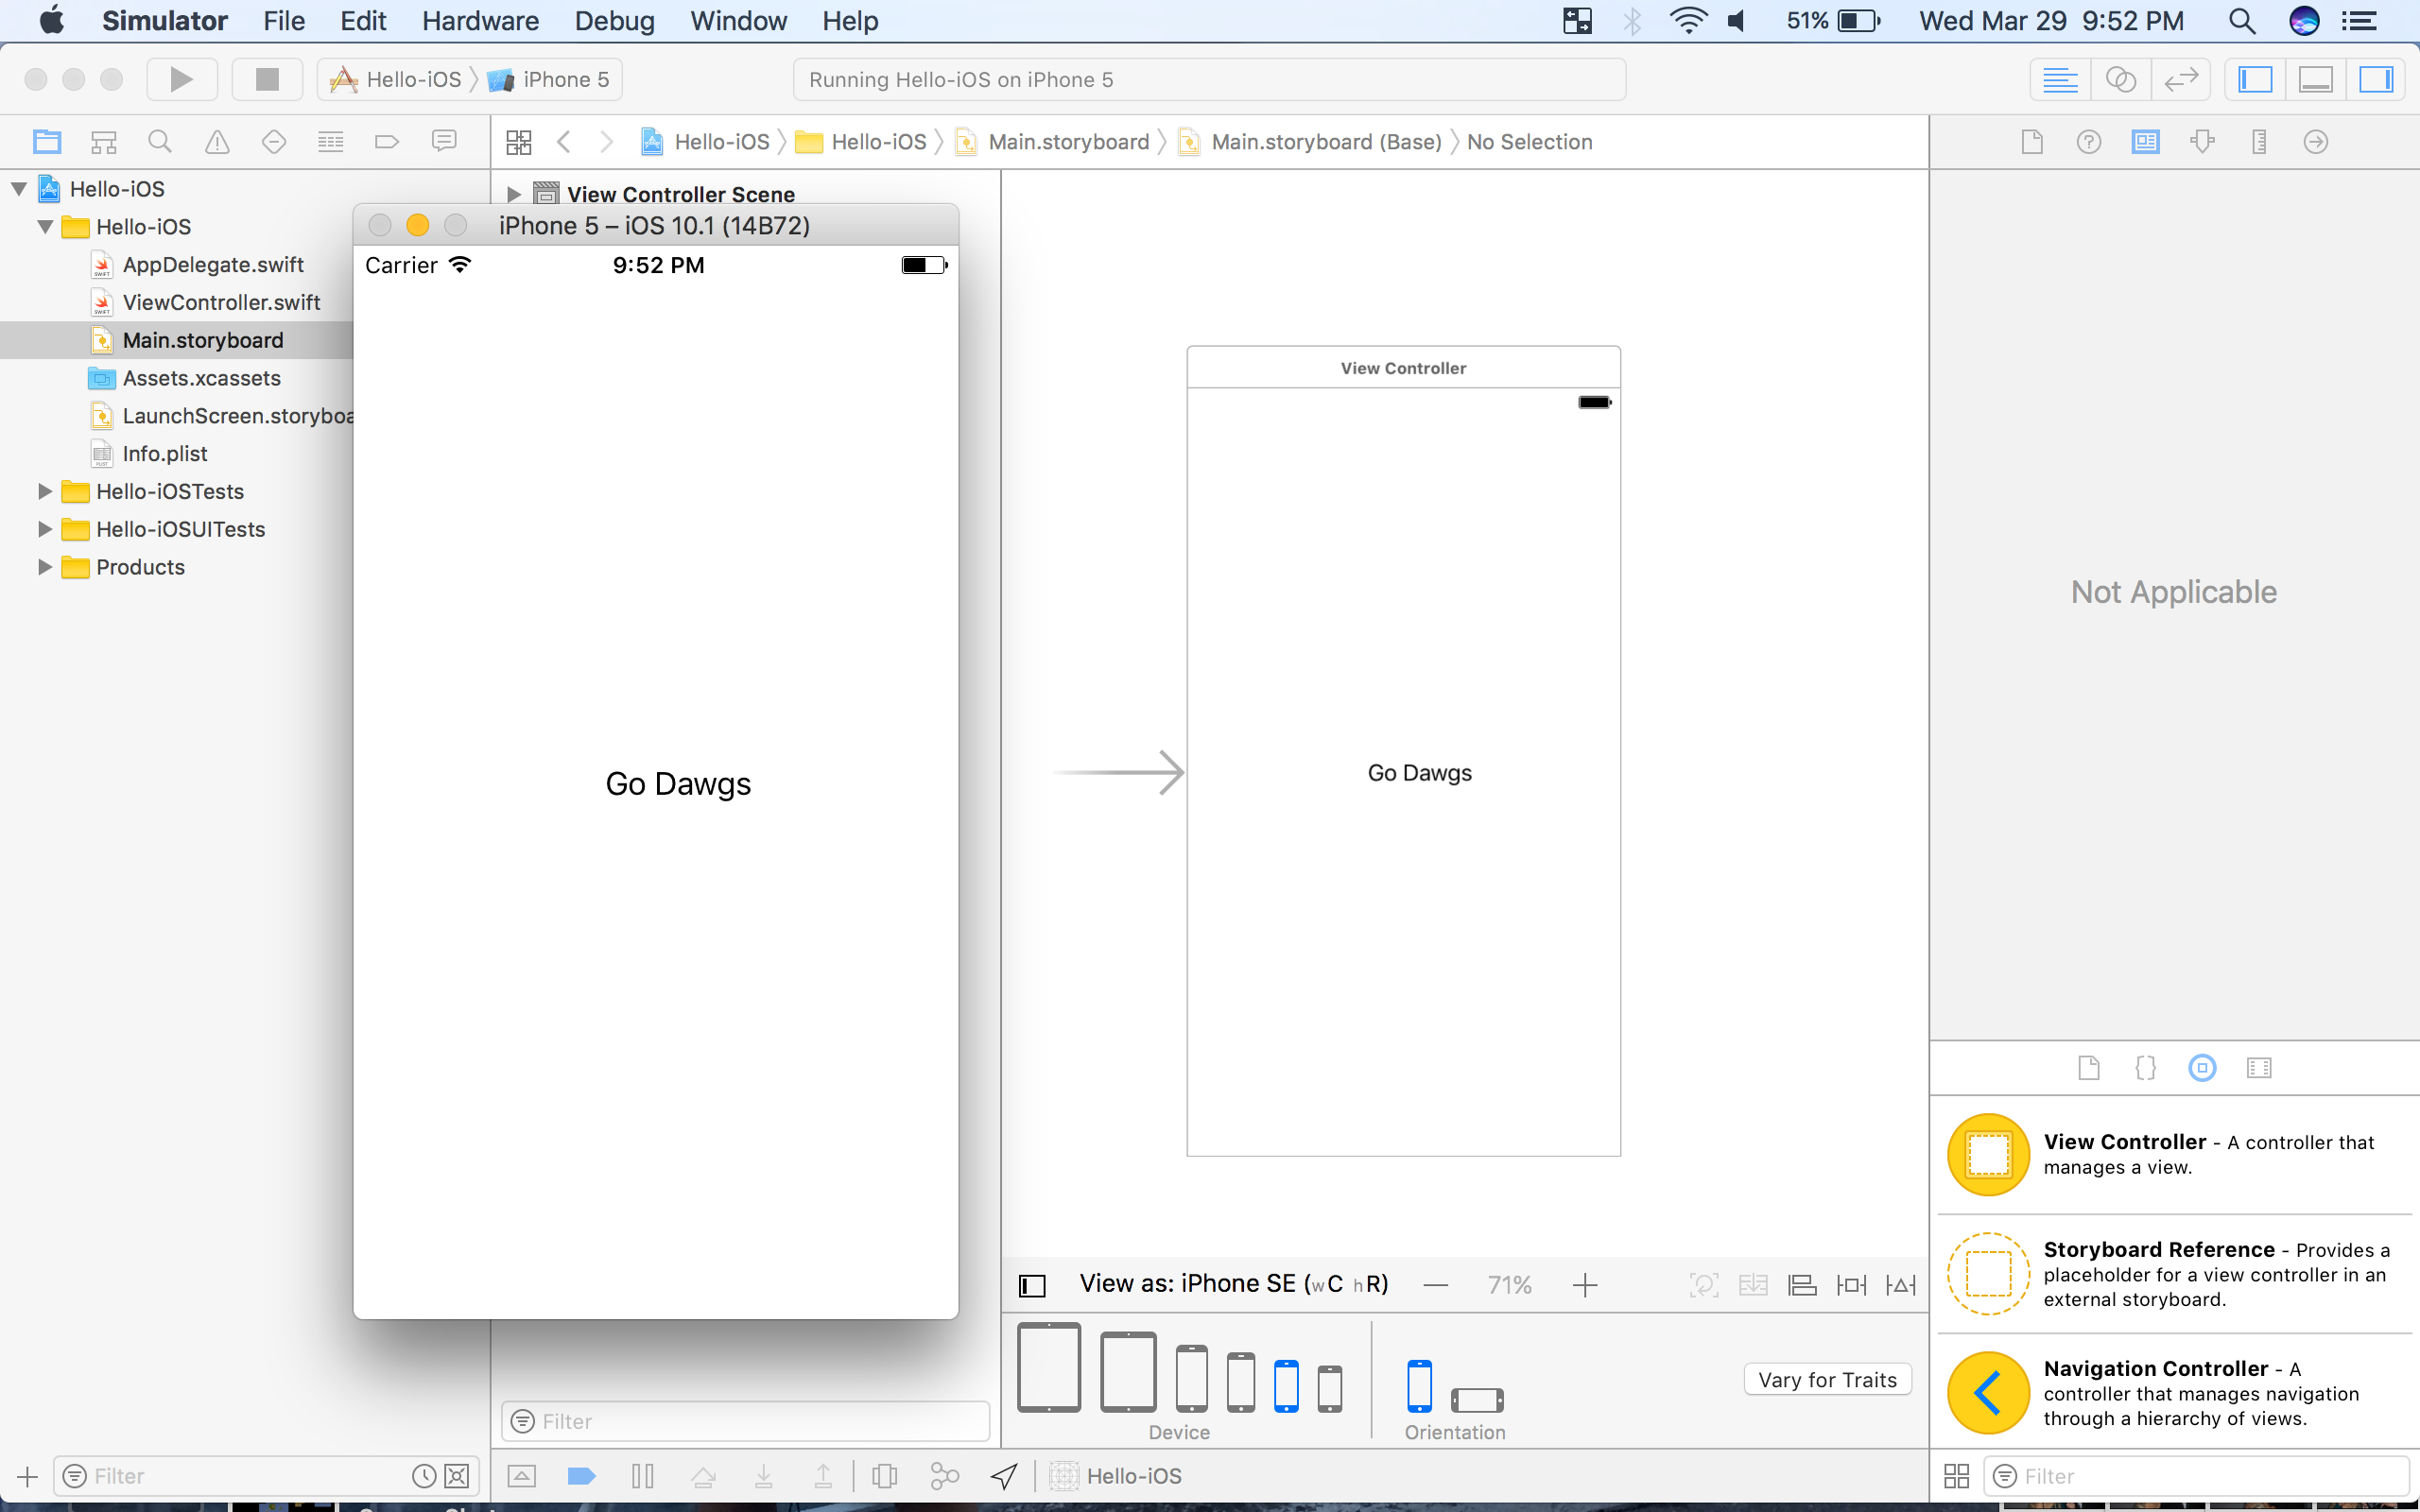 Simulator File Edit Hardware Debug Window Help 51% Wed Mar 29 9:52 PM
Hello-iOS iPhone 5 Running Hello-iOS on iPhone 5
Hello-iOS Hello-iOS Main.storyboard Main.storyboard (Base) No Selection
Hello-iOS
Hello-iOS
AppDelegate.swift
ViewController.swift
Main.storyboard
Assets.xcassets
LaunchScreen.storyboa
Info.plist
Hello-iOSTests
Hello-iOSUITests
Products
View Controller Scene
iPhone 5 – iOS 10.1 (14B72)
Carrier 9:52 PM
Go Dawgs
View Controller
Go Dawgs
View as: iPhone SE (wC hR) — 71% +
Device
Orientation
Vary for Traits
Not Applicable
View Controller - A controller that
manages a view.
Storyboard Reference - Provides a
placeholder for a view controller in an
external storyboard.
Navigation Controller - A
controller that manages navigation
through a hierarchy of views.
Filter
Filter
Hello-iOS
Filter